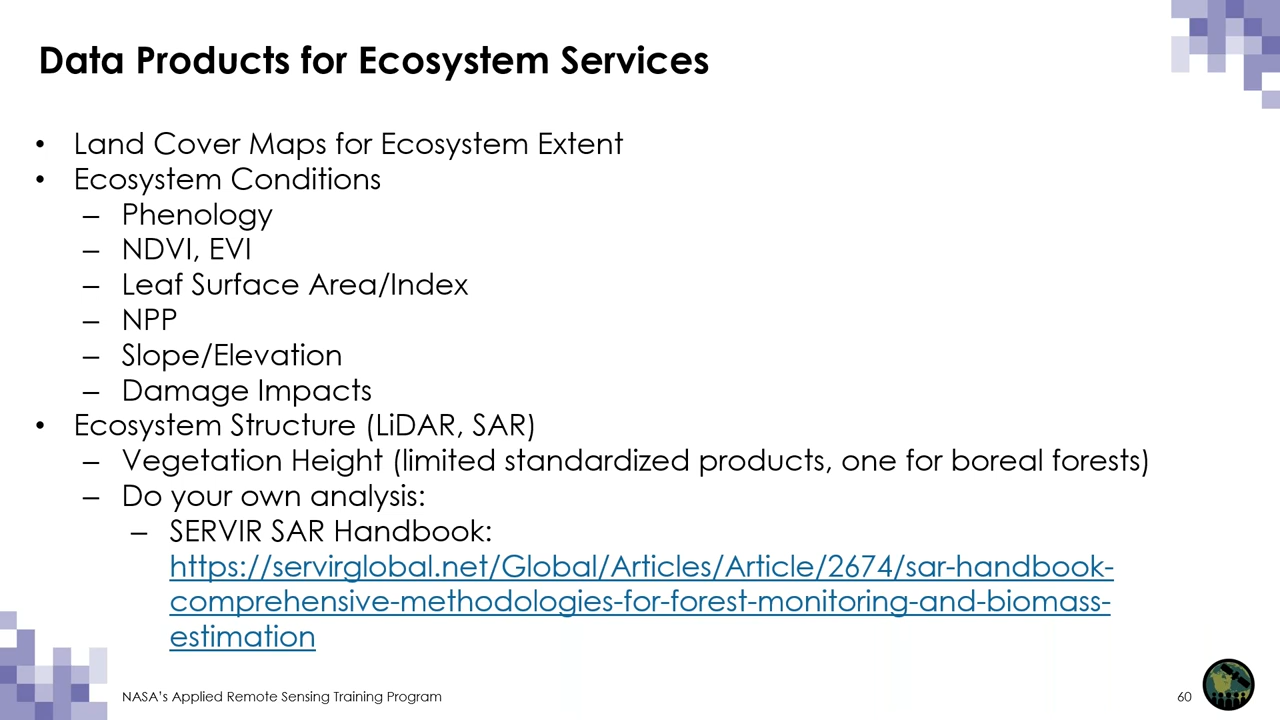 Data Products for Ecosystem Services
• Land Cover Maps for Ecosystem Extent
• Ecosystem Conditions
– Phenology
– NDVI, EVI
– Leaf Surface Area/Index
– NPP
– Slope/Elevation
– Damage Impacts
• Ecosystem Structure (LiDAR, SAR)
– Vegetation Height (limited standardized products, one for boreal forests)
– Do your own analysis:
– SERVIR SAR Handbook:
https://servirglobal.net/Global/Articles/Article/2674/sar-handbook-
comprehensive-methodologies-for-forest-monitoring-and-biomass-
estimation
NASA’s Applied Remote Sensing Training Program
60